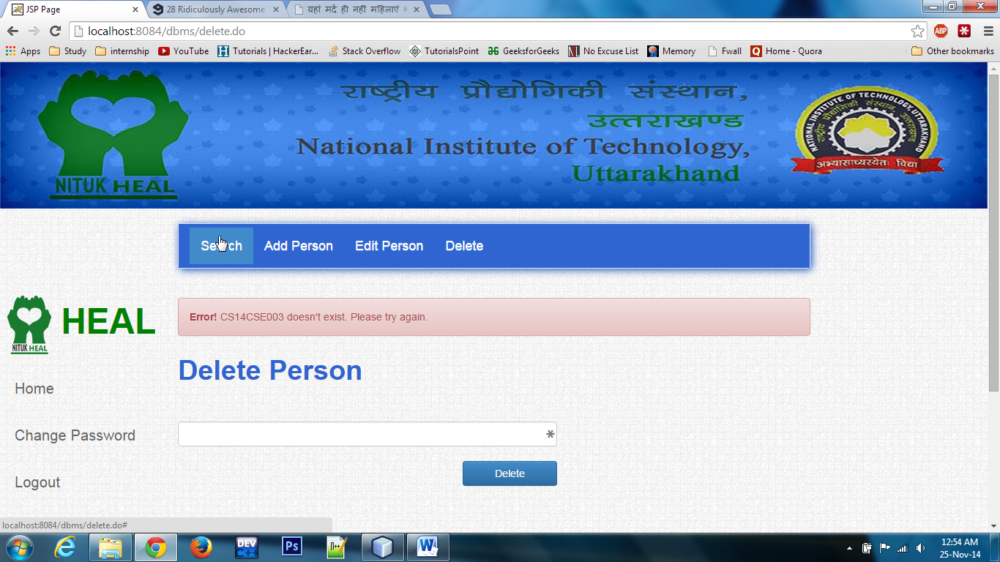 JSP Page
28 Ridiculously Awesome
यहां मर्द ही नहीं महिलाएं
localhost:8084/dbms/delete.do
ABP
Apps
Study
internship
YouTube
Tutorials | HackerEar...
Stack Overflow
TutorialsPoint
GeeksforGeeks
No Excuse List
Memory
Fwall
Home - Quora
Other bookmarks
NITUK HEAL
राष्ट्रीय प्रौद्योगिकी संस्थान,
उत्तराखण्ड
National Institute of Technology,
Uttarakhand
NATIONAL INSTITUTE OF TECHNOLOGY, UTTARAKHAND
राष्ट्रीय प्रौद्योगिकी संस्थान, उत्तराखण्ड
अभ्यासाध्यरयेतः विद्या
Search
Add Person
Edit Person
Delete
NITUK HEAL
HEAL
Error! CS14CSE003 doesn't exist. Please try again.
Delete Person
Home
Change Password
Delete
Logout
localhost:8084/dbms/delete.do#
DEV
C++
Ps
12:54 AM
25-Nov-14